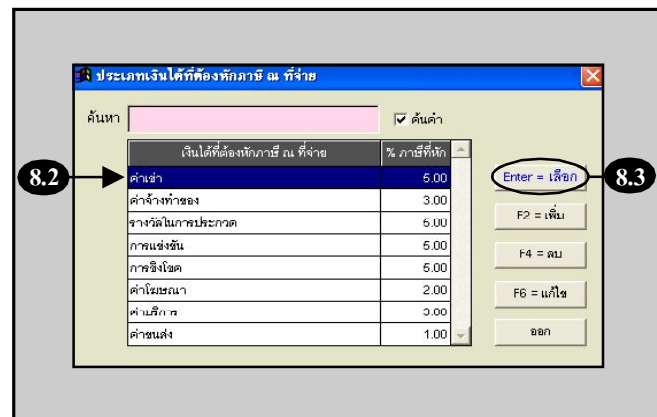 ประเภทเงินได้ที่ต้องหักภาษี ณ ที่จ่าย
ค้นหา ค้นคำ
เงินได้ที่ต้องหักภาษี ณ ที่จ่าย % ภาษีที่หัก
8.2 ค่าเช่า 5.00 Enter = เลือก 8.3
ค่าจ้างทำของ 3.00
รางวัลในการประกวด 5.00 F2 = เพิ่ม
การแข่งขัน 5.00
การชิงโชค 5.00 F4 = ลบ
ค่าโฆษณา 2.00 F6 = แก้ไข
ค่าบริการ 3.00
ค่าขนส่ง 1.00 ออก